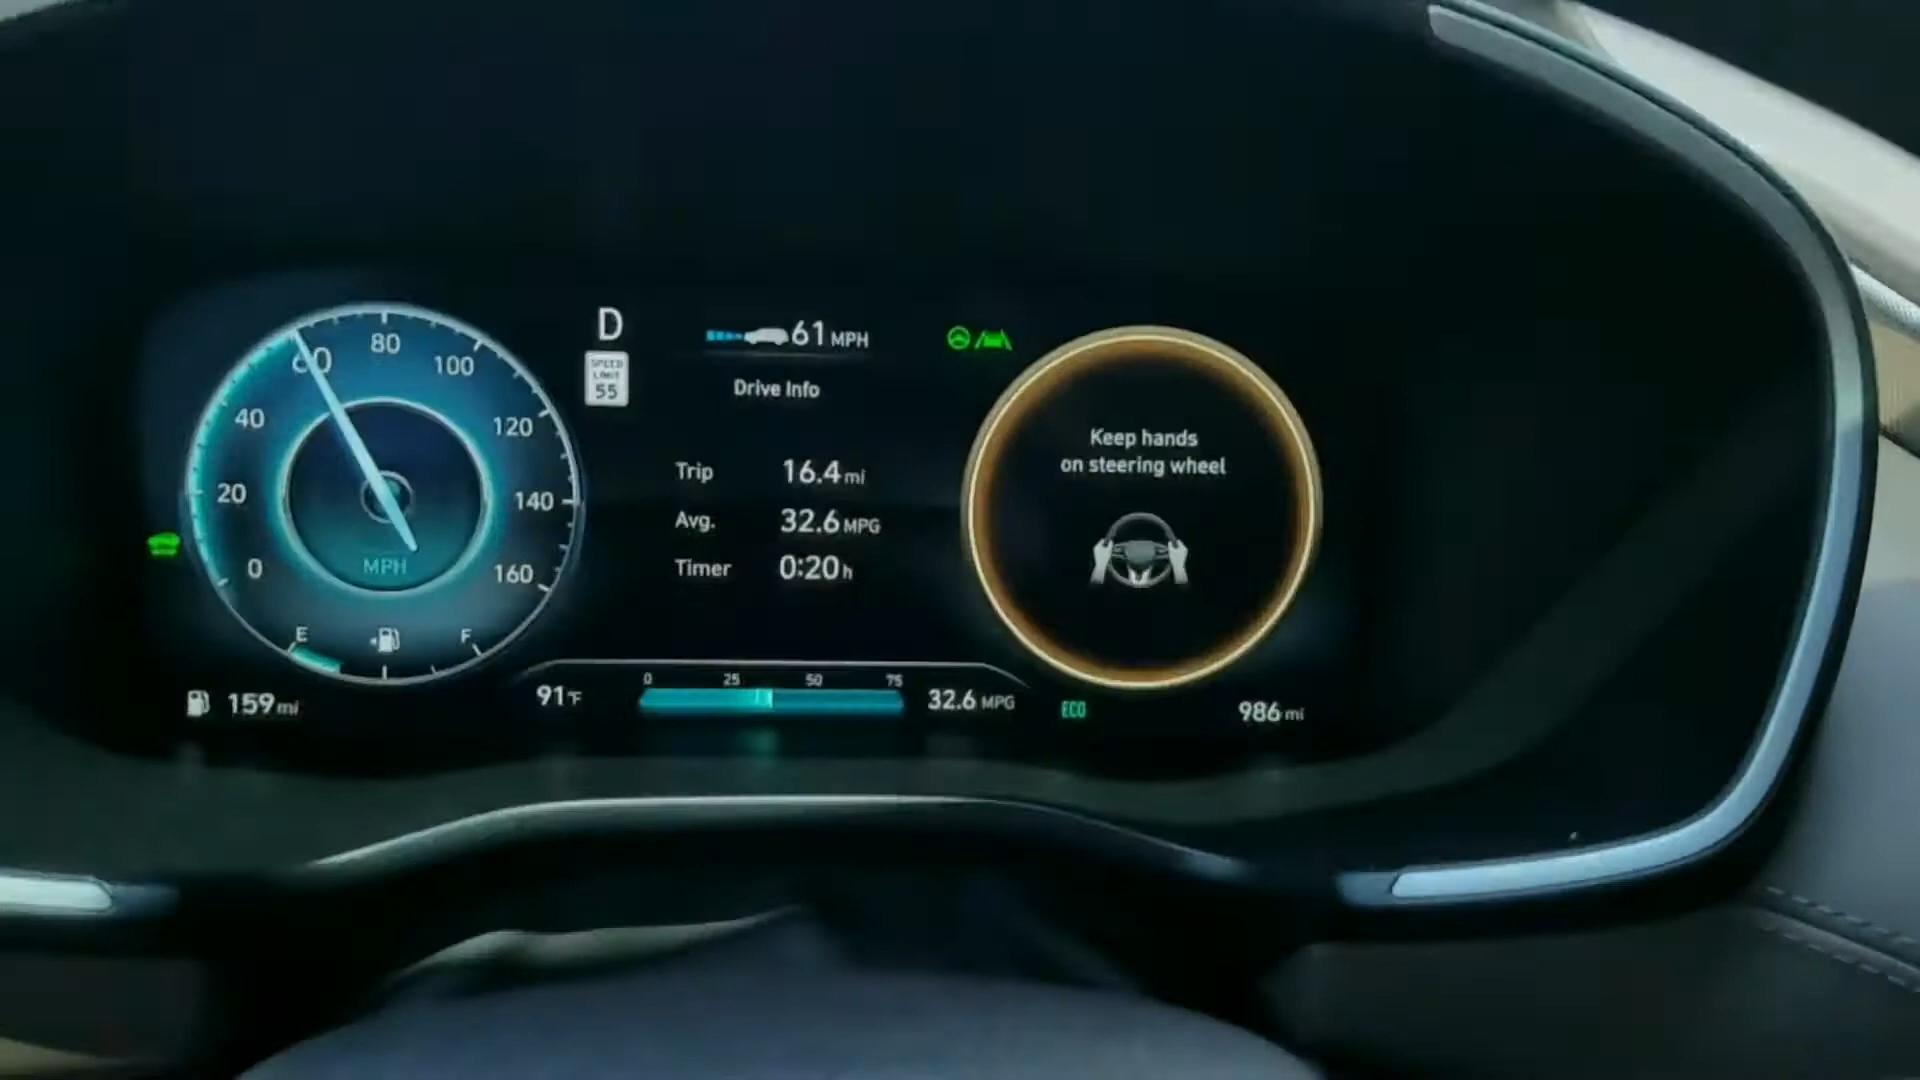 D
SPEED
LIMIT
55
61 MPH
Drive Info
Trip 16.4 mi
Avg. 32.6 MPG
Timer 0:20 h
0
20
40
60
80
100
120
140
160
MPH
E
F
159 mi
91°F
0 25 50 75
32.6 MPG
Keep hands
on steering wheel
ECO
986 mi